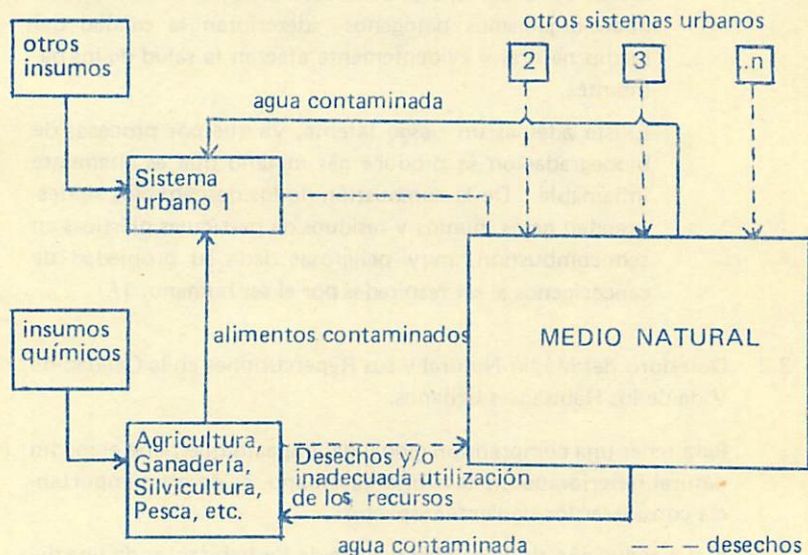 otros sistemas urbanos
otros
insumos
2
3
.n
agua contaminada
Sistema
urbano
insumos
químicos
alimentos contaminados
MEDIO NATURAL
Agricultura,
Ganadería,
Silvicultura,
Pesca, etc.
Desechos y/o
inadecuada utilización
de los recursos
agua contaminada
desechos